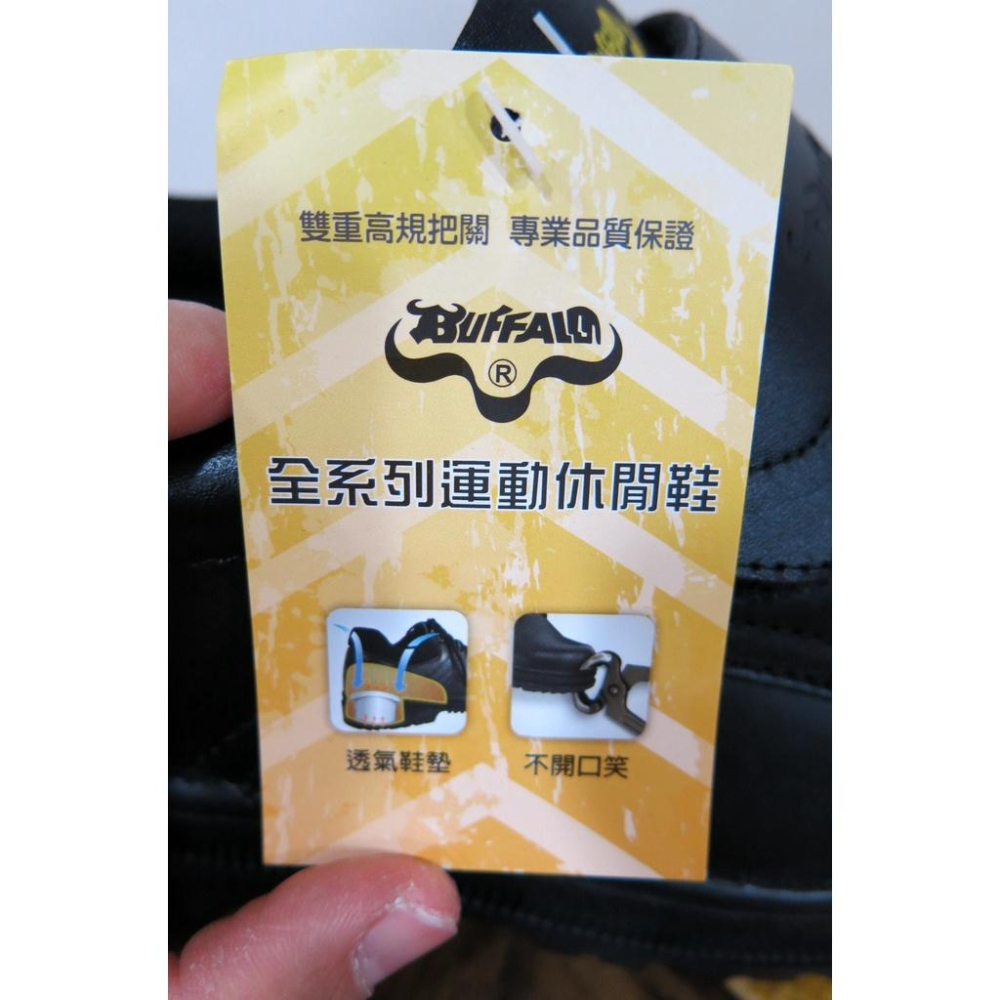 雙重高規把關 專業品質保證
BUFFALO
®
全系列運動休閒鞋
透氣鞋墊 不開口笑